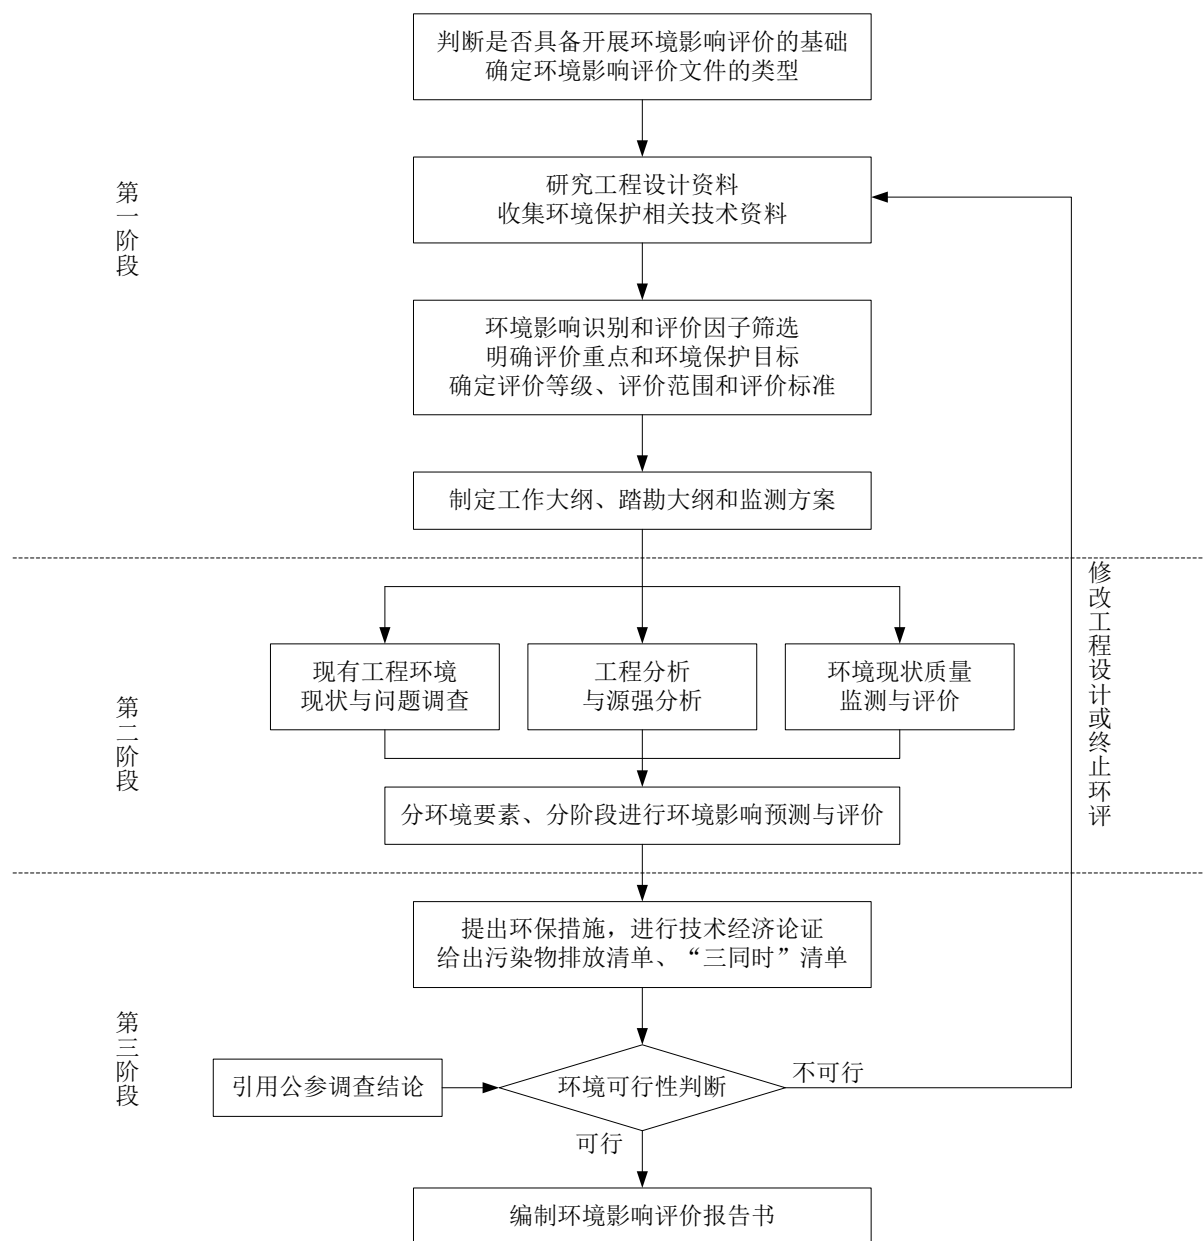 判断是否具备开展环境影响评价的基础
确定环境影响评价文件的类型
第一阶段
研究工程设计资料
收集环境保护相关技术资料
环境影响识别和评价因子筛选
明确评价重点和环境保护目标
确定评价等级、评价范围和评价标准
制定工作大纲、踏勘大纲和监测方案
修改工程设计或终止环评
第二阶段
现有工程环境
现状与问题调查
工程分析
与源强分析
环境现状质量
监测与评价
分环境要素、分阶段进行环境影响预测与评价
第三阶段
提出环保措施，进行技术经济论证
给出污染物排放清单、“三同时”清单
引用公参调查结论
环境可行性判断
不可行
可行
编制环境影响评价报告书